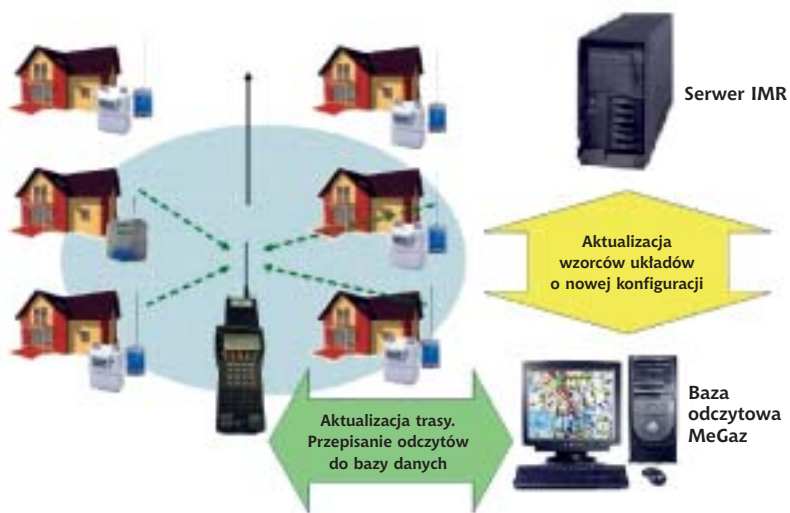 Serwer IMR
Aktualizacja
wzorców układów
o nowej konfiguracji
Baza
odczytowa
MeGaz
Aktualizacja trasy.
Przepisanie odczytów
do bazy danych